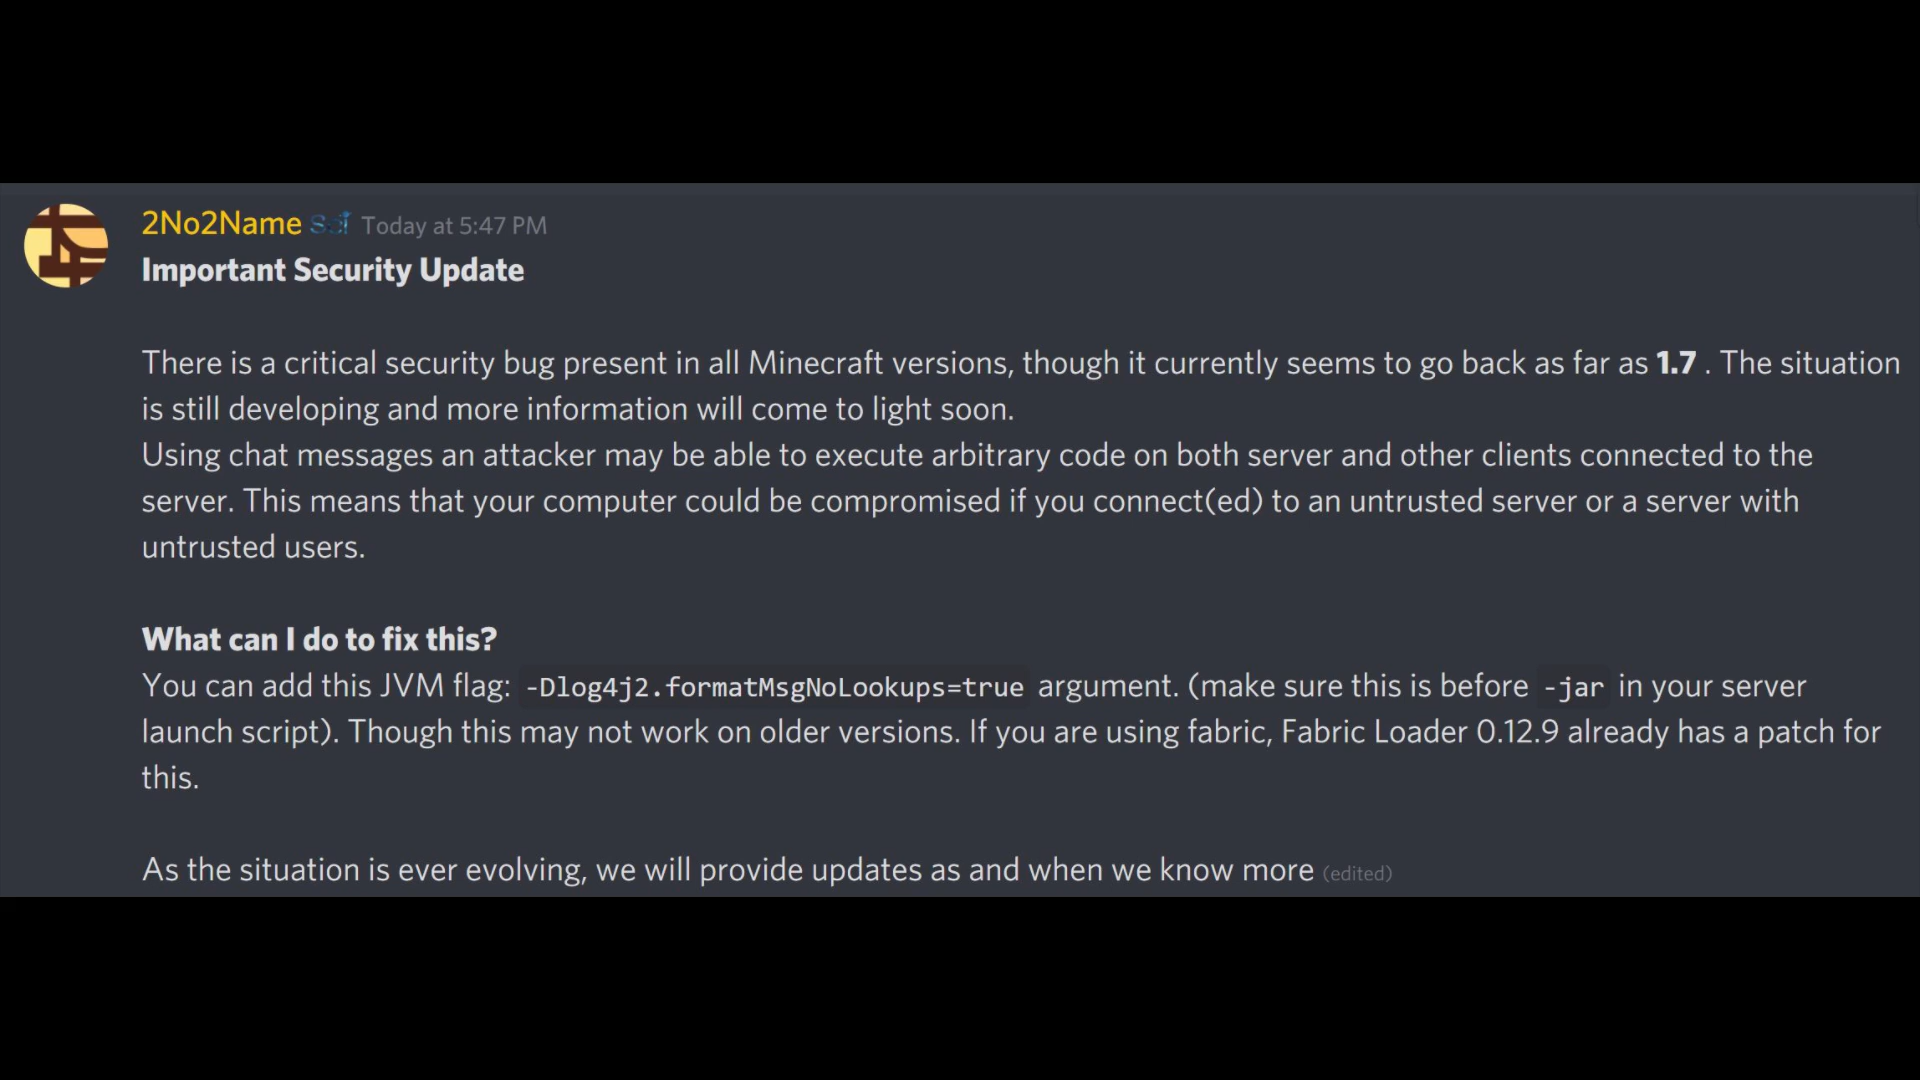 2No2Name Sci Today at 5:47 PM
Important Security Update
There is a critical security bug present in all Minecraft versions, though it currently seems to go back as far as 1.7 . The situation
is still developing and more information will come to light soon.
Using chat messages an attacker may be able to execute arbitrary code on both server and other clients connected to the
server. This means that your computer could be compromised if you connect(ed) to an untrusted server or a server with
untrusted users.
What can I do to fix this?
You can add this JVM flag: -Dlog4j2.formatMsgNoLookups=true argument. (make sure this is before -jar in your server
launch script). Though this may not work on older versions. If you are using fabric, Fabric Loader 0.12.9 already has a patch for
this.
As the situation is ever evolving, we will provide updates as and when we know more (edited)